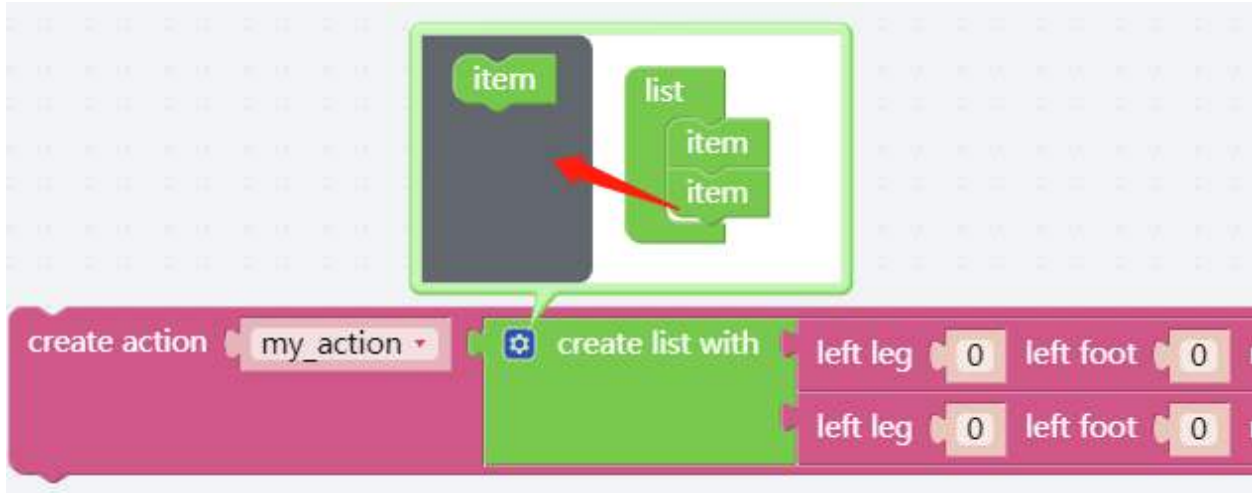 item
list
item
item
create action my_action create list with left leg 0 left foot 0
left leg 0 left foot 0